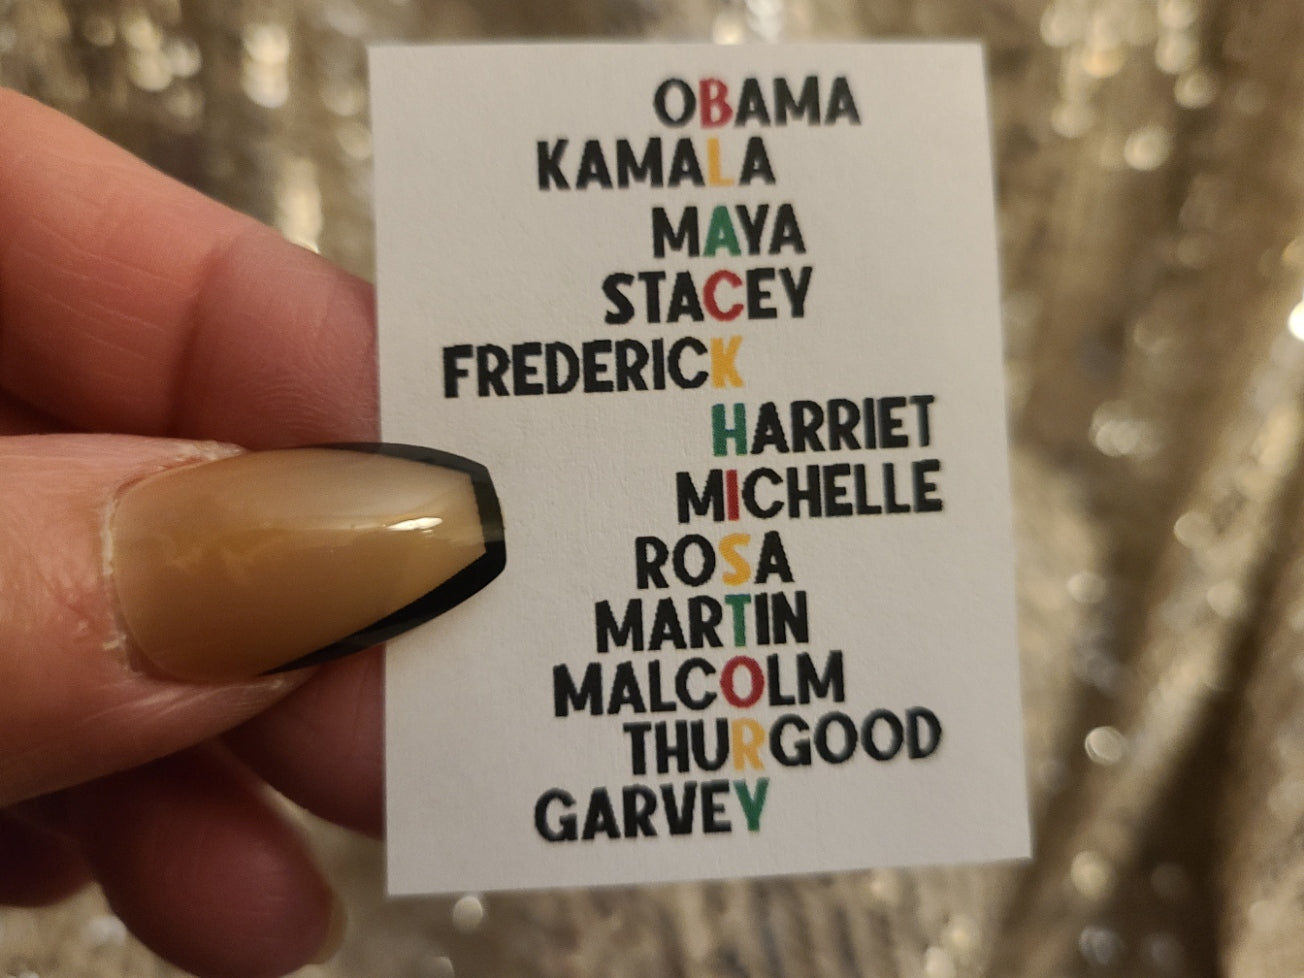 OBAMA
KAMALA
MAYA
STACEY
FREDERICK
HARRIET
MICHELLE
ROSA
MARTIN
MALCOLM
THURGOOD
GARVEY